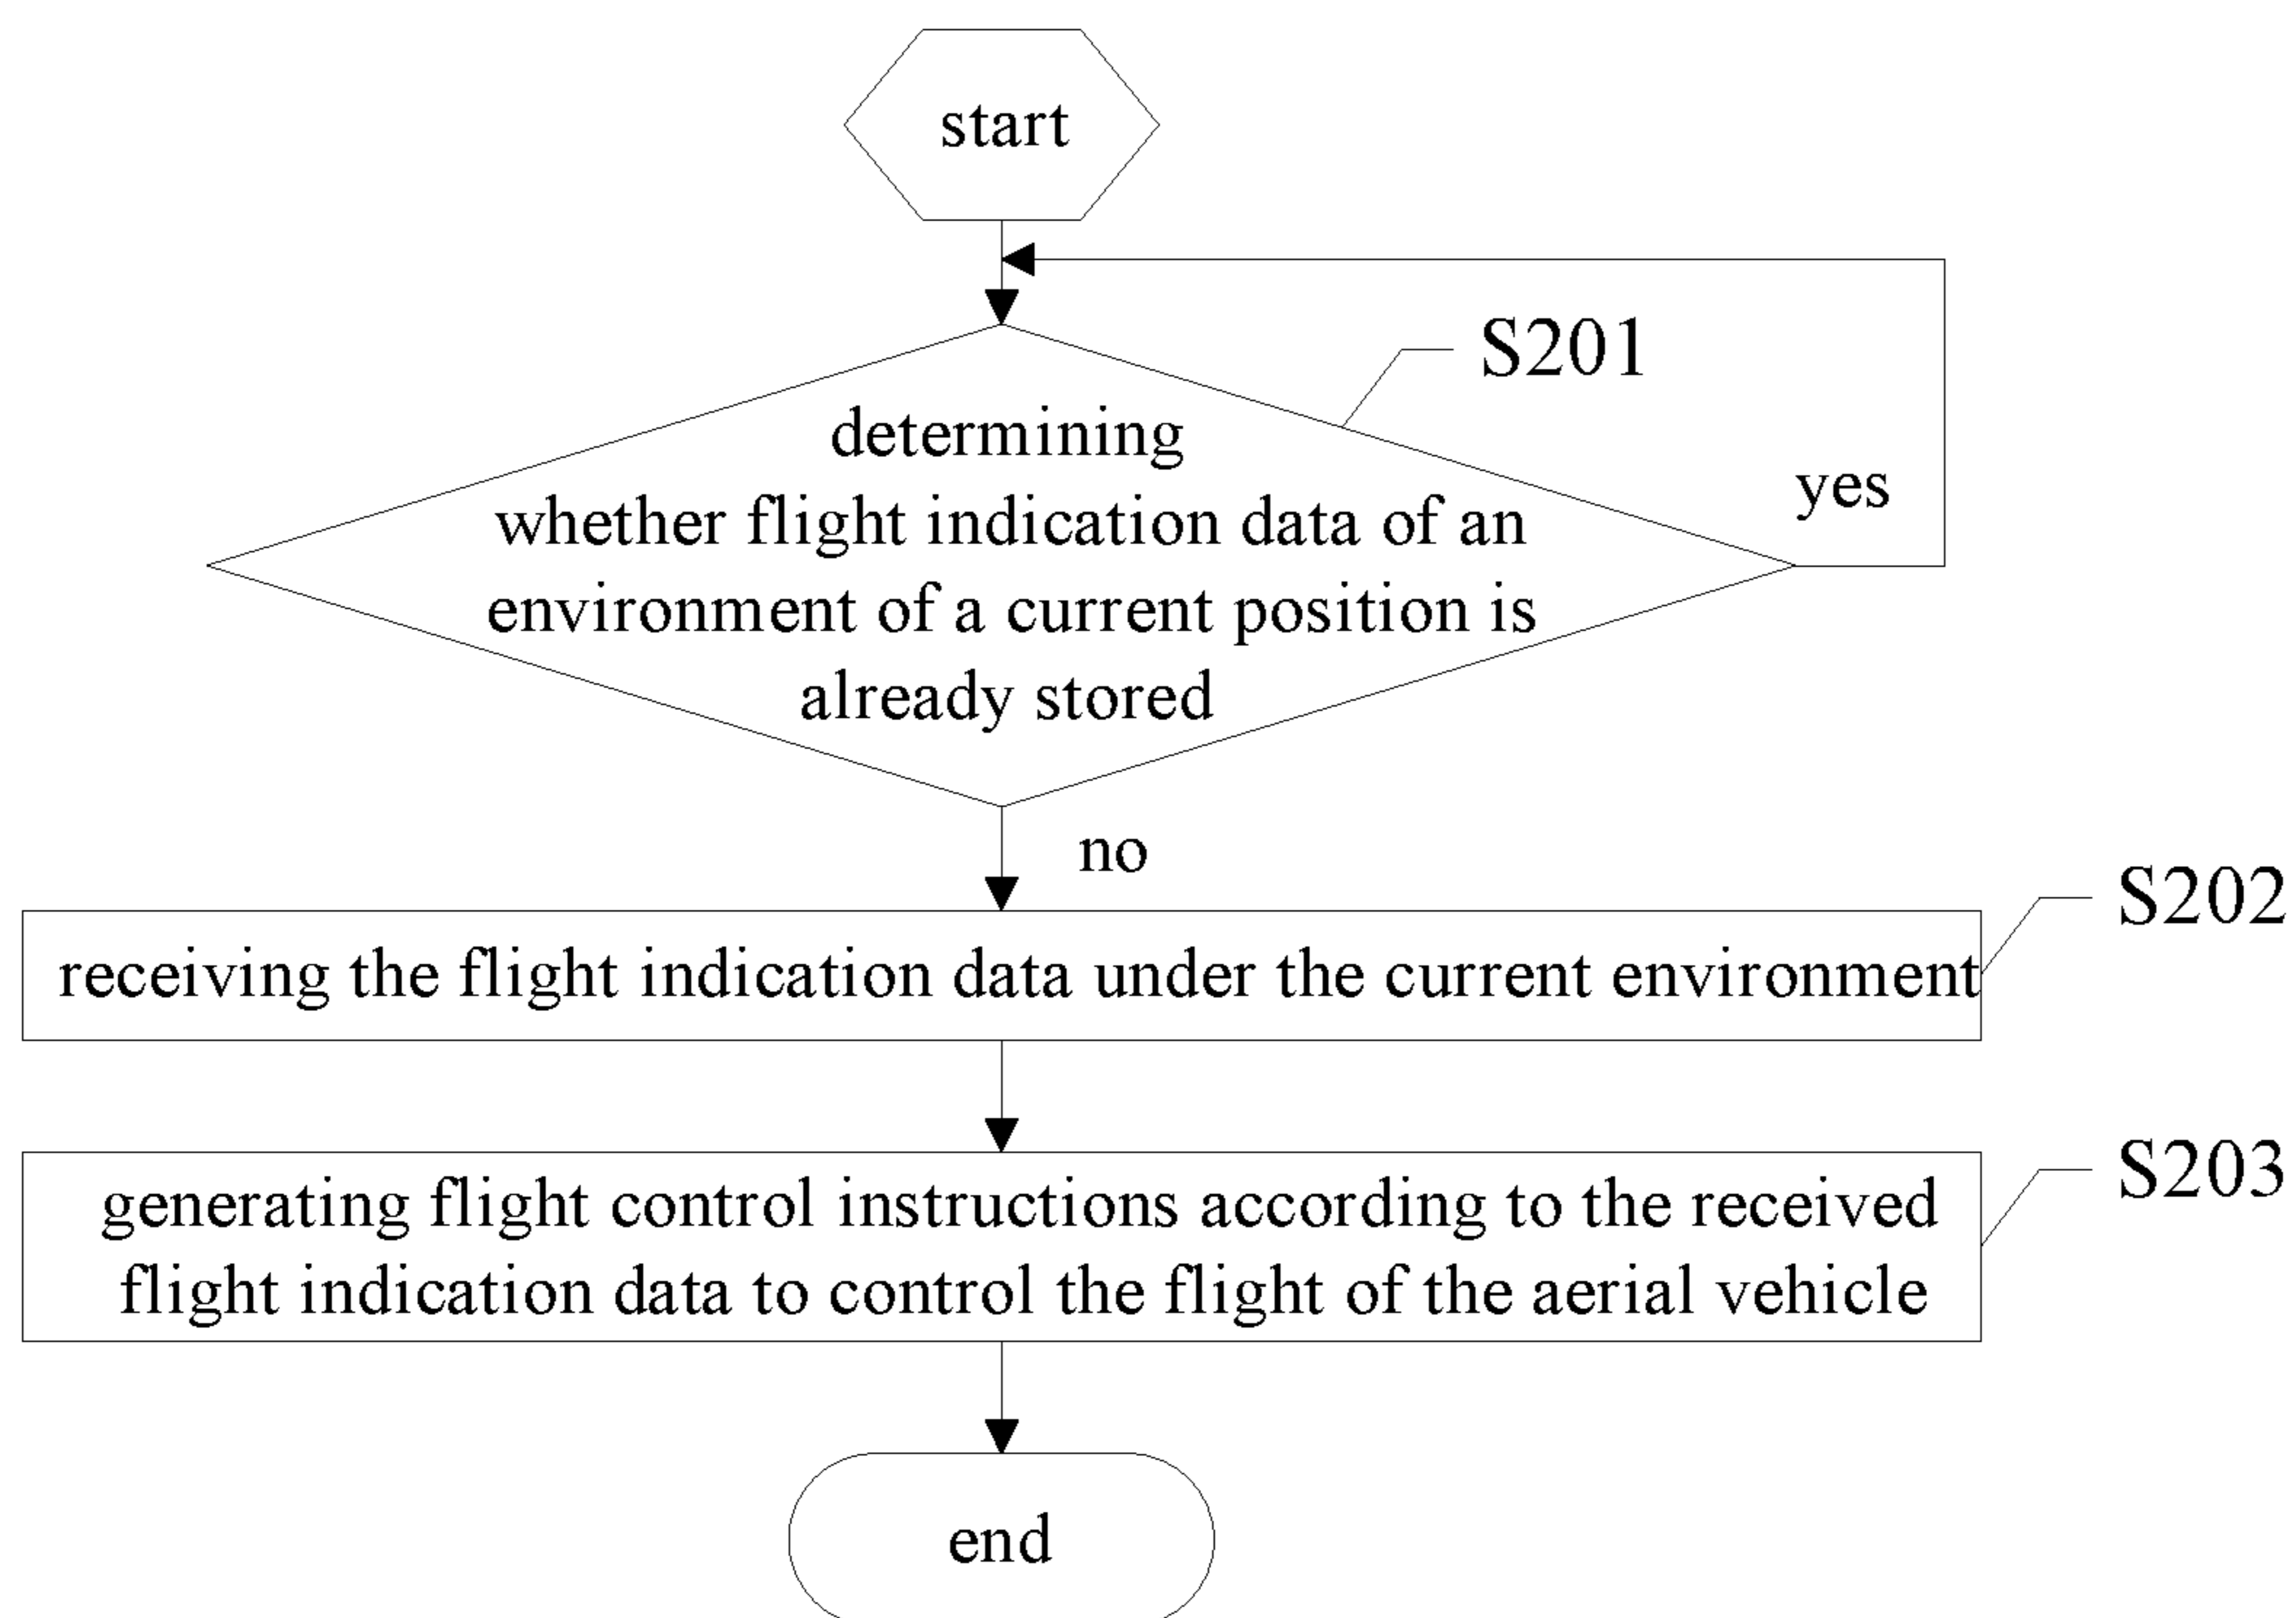 start
S201
determining
whether flight indication data of an
environment of a current position is
already stored
yes
no
S202
receiving the flight indication data under the current environment
S203
generating flight control instructions according to the received
flight indication data to control the flight of the aerial vehicle
end